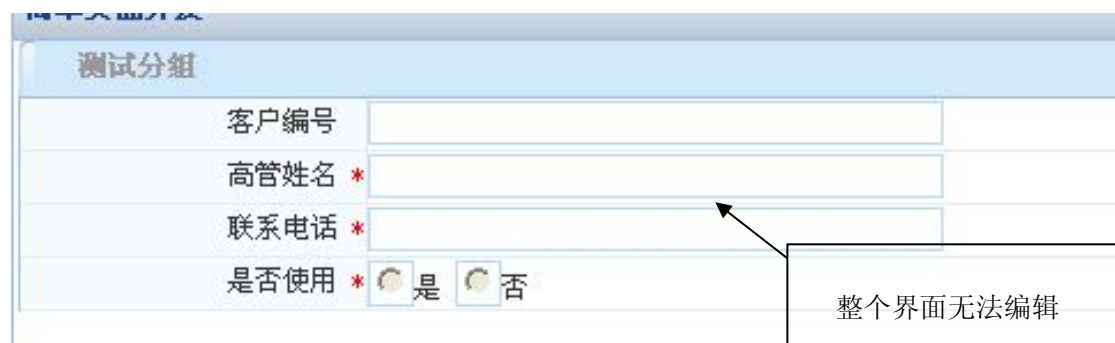 测试分组
客户编号
高管姓名 *
联系电话 *
是否使用 * 是 否
整个界面无法编辑